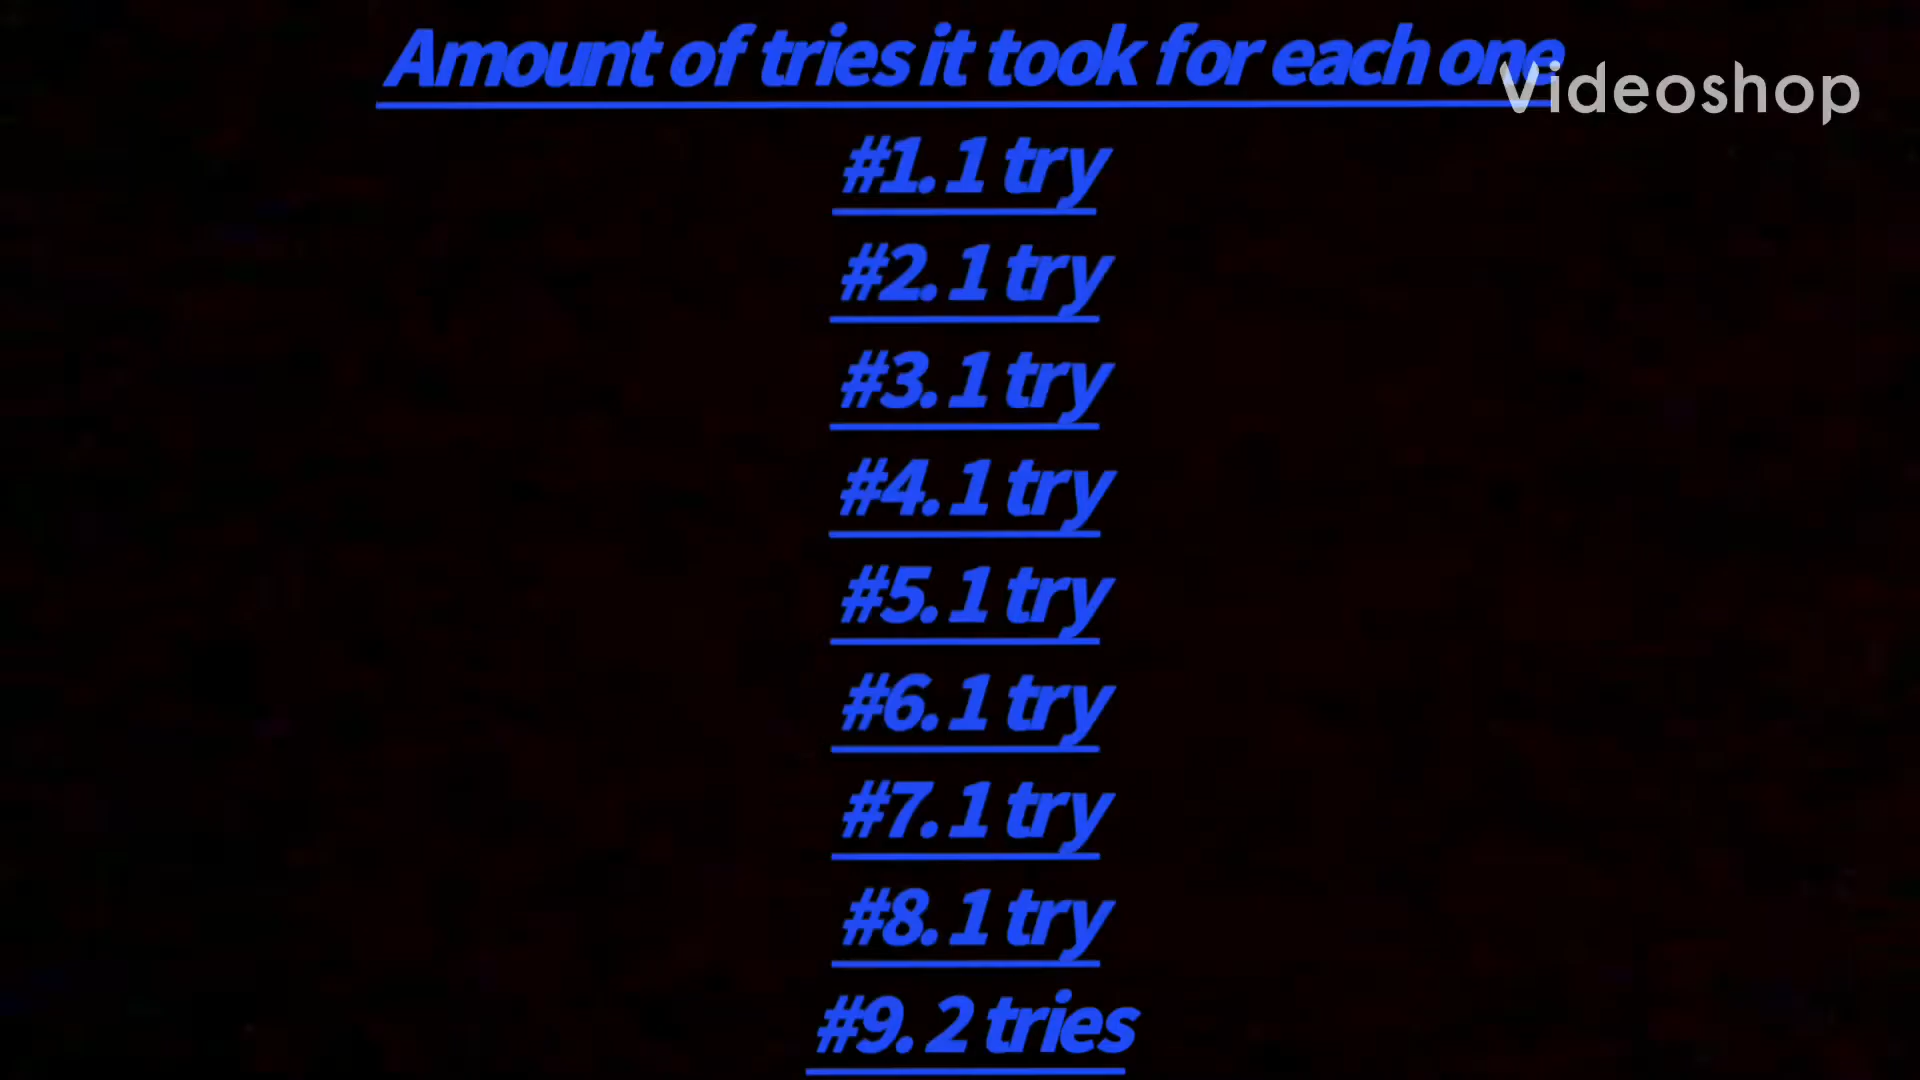 Amount of tries it took for each one
Videoshop
#1. 1 try
#2. 1 try
#3. 1 try
#4. 1 try
#5. 1 try
#6. 1 try
#7. 1 try
#8. 1 try
#9. 2 tries